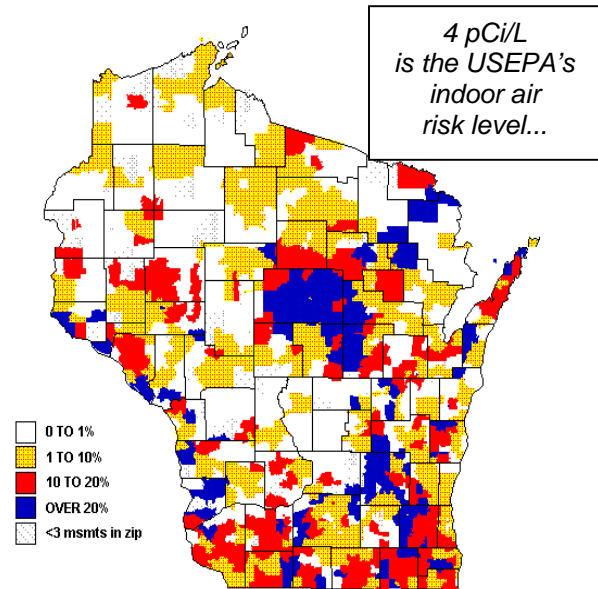 4 pCi/L
is the USEPA's
indoor air
risk level...
0 TO 1%
1 TO 10%
10 TO 20%
OVER 20%
<3 msmts in zip